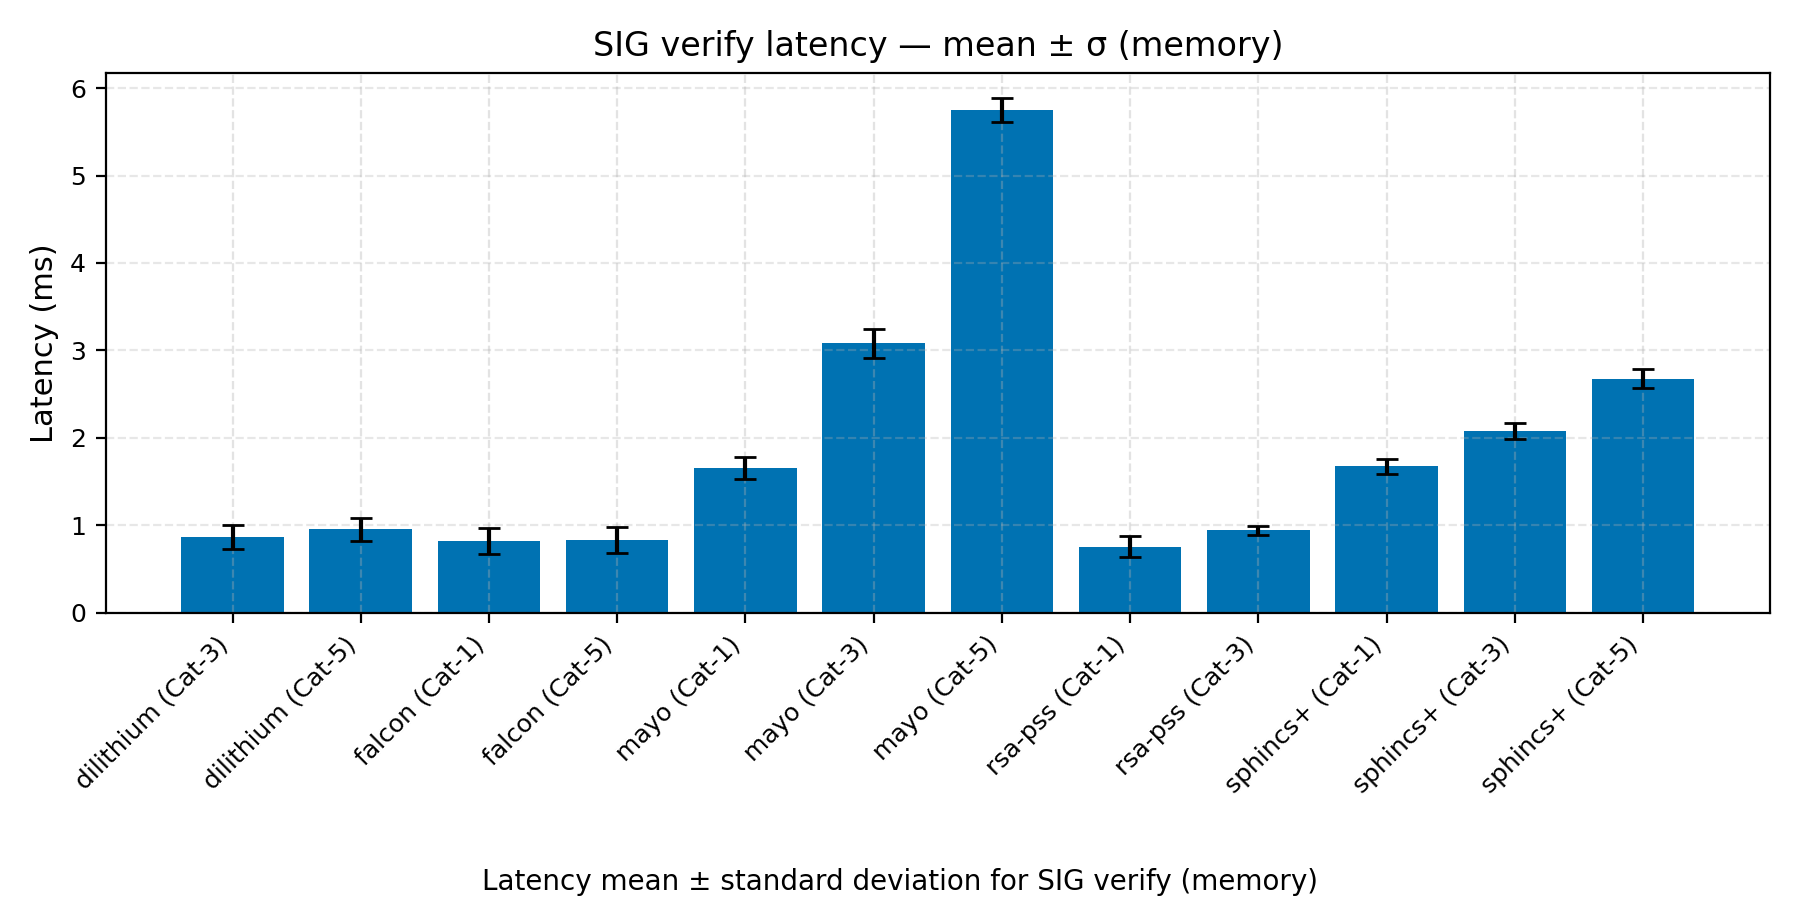 SIG verify latency — mean ± σ (memory)
Latency (ms)
6
5
4
3
2
1
0
dilithium (Cat-3)
dilithium (Cat-5)
falcon (Cat-1)
falcon (Cat-5)
mayo (Cat-1)
mayo (Cat-3)
mayo (Cat-5)
rsa-pss (Cat-1)
rsa-pss (Cat-3)
sphincs+ (Cat-1)
sphincs+ (Cat-3)
sphincs+ (Cat-5)
Latency mean ± standard deviation for SIG verify (memory)